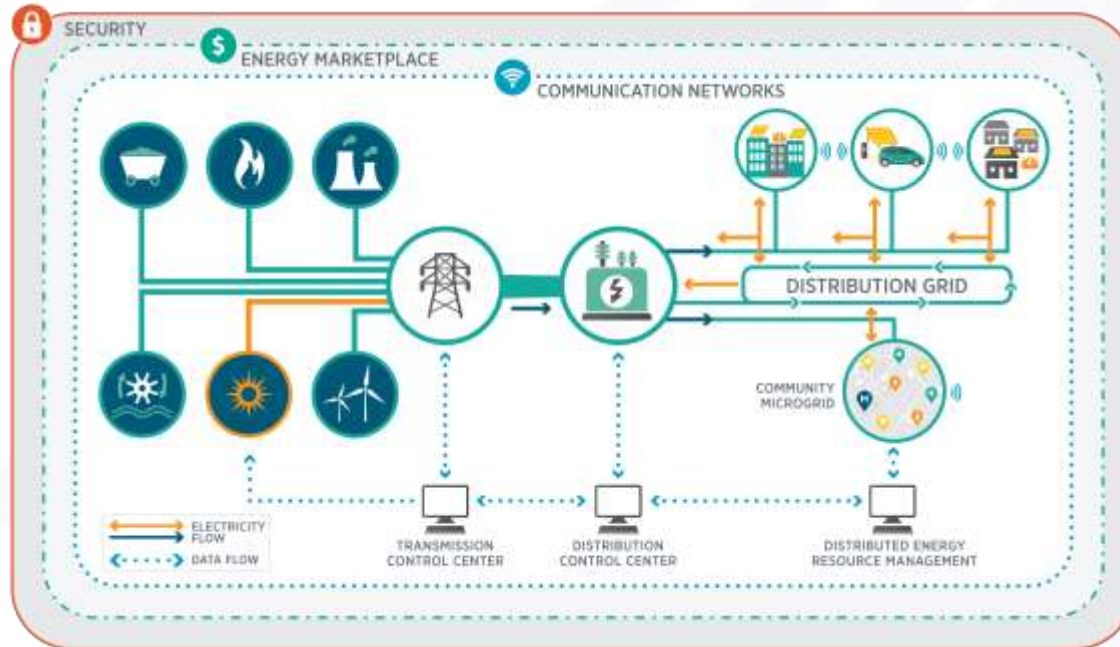 SECURITY
ENERGY MARKETPLACE
COMMUNICATION NETWORKS
DISTRIBUTION GRID
COMMUNITY
MICROGRID
ELECTRICITY
FLOW
DATA FLOW
TRANSMISSION
CONTROL CENTER
DISTRIBUTION
CONTROL CENTER
DISTRIBUTED ENERGY
RESOURCE MANAGEMENT